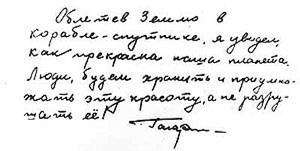 Облетев Землю в
корабле-спутнике, я увидел,
как прекрасна наша планета.
Люди, будем хранить и приумно-
жать эту красоту, а не разру-
шать её!
Гагарин